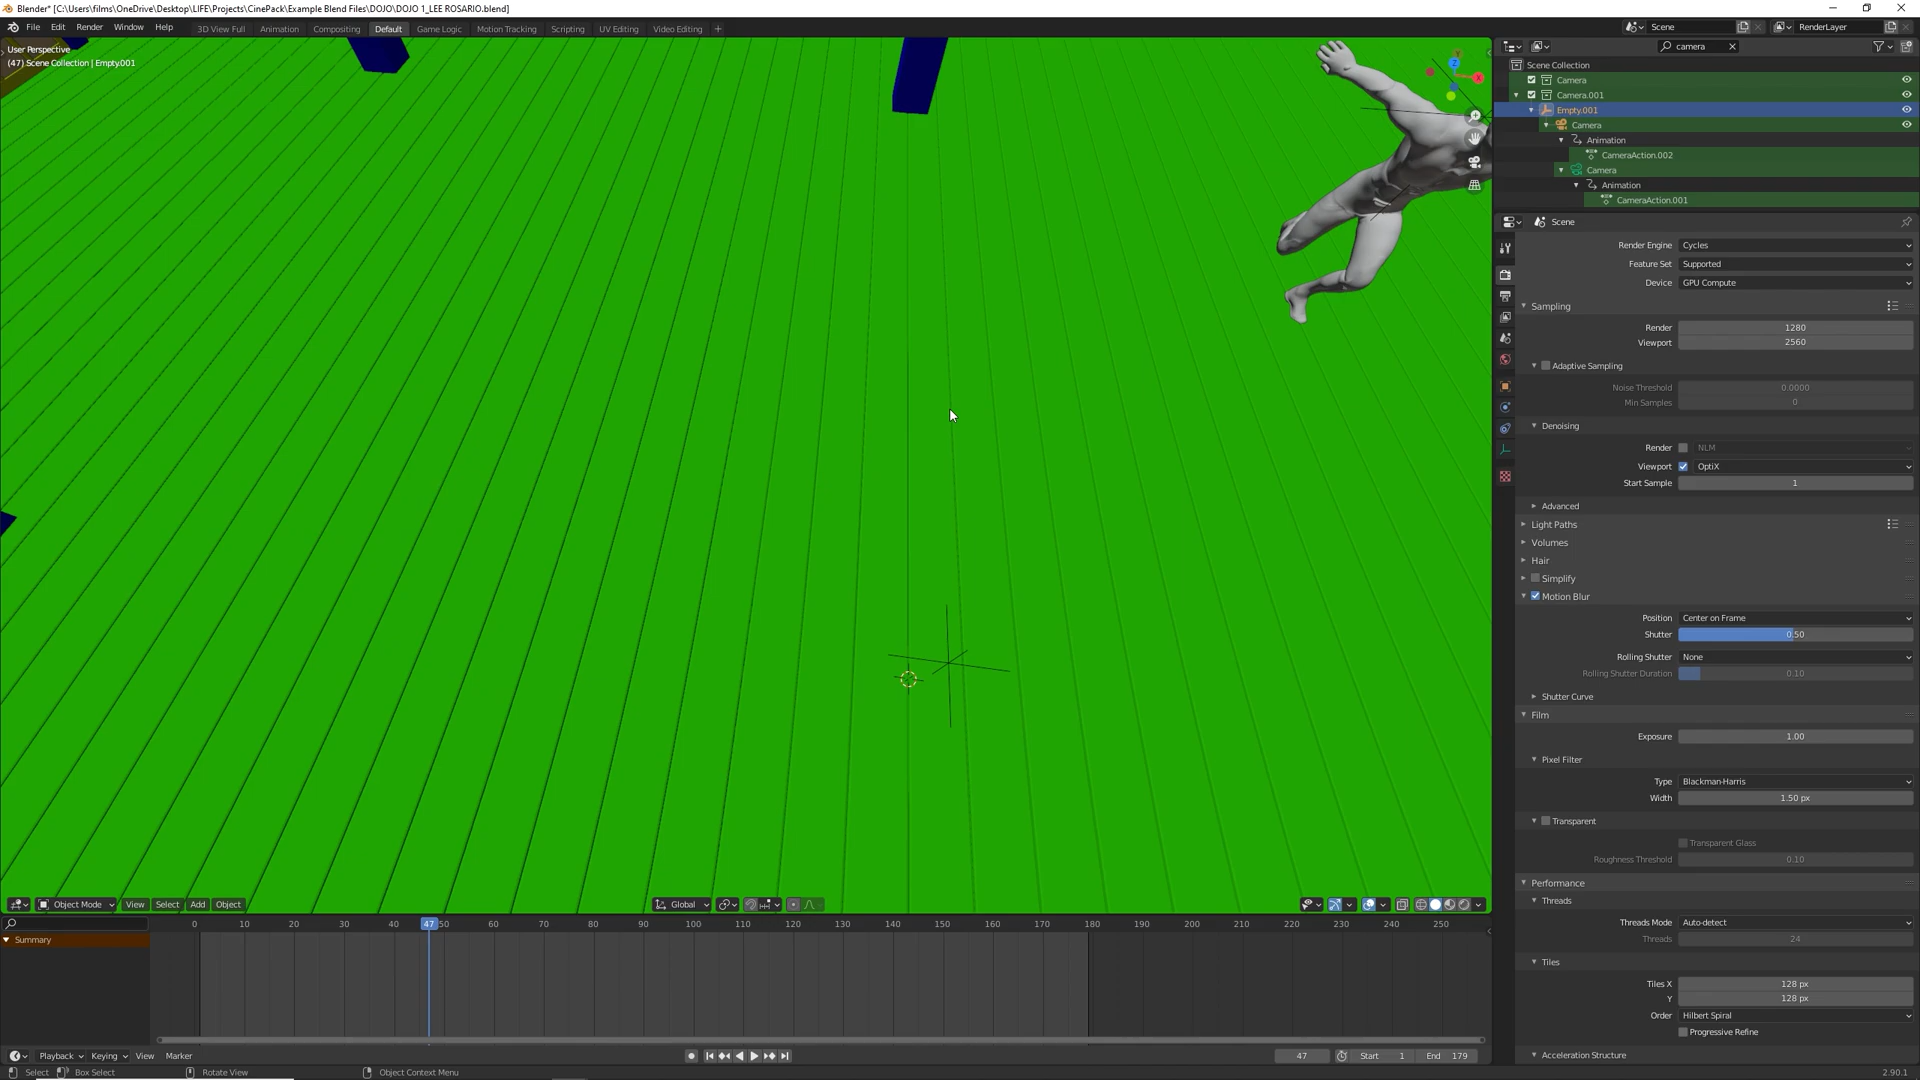 Blender* [C:\Users\films\OneDrive\Desktop\LIFE\Projects\CinePack\Example Blend Files\DOJO\DOJO 1_LEE ROSARIO.blend]
File Edit Render Window Help 3D View Full Animation Compositing Default Game Logic Motion Tracking Scripting UV Editing Video Editing + Scene RenderLayer
User Perspective
(47) Scene Collection | Empty.001
camera
Scene Collection
Camera
Camera.001
Empty.001
Camera
Animation
CameraAction.002
Camera
Animation
CameraAction.001
Scene
Render Engine Cycles
Feature Set Supported
Device GPU Compute
Sampling
Render 1280
Viewport 2560
Adaptive Sampling
Noise Threshold 0.0000
Min Samples 0
Denoising
Render NLM
Viewport OptiX
Start Sample 1
Advanced
Light Paths
Volumes
Hair
Simplify
Motion Blur
Position Center on Frame
Shutter 0.50
Rolling Shutter None
Rolling Shutter Duration 0.10
Shutter Curve
Film
Exposure 1.00
Pixel Filter
Type Blackman-Harris
Width 1.50 px
Transparent
Transparent Glass
Roughness Threshold 0.10
Performance
Threads
Threads Mode Auto-detect
Threads 24
Tiles
Tiles X 128 px
Y 128 px
Order Hilbert Spiral
Progressive Refine
Acceleration Structure
Object Mode View Select Add Object Global
0 10 20 30 40 47 50 60 70 80 90 100 110 120 130 140 150 160 170 180 190 200 210 220 230 240 250
Summary
Playback Keying View Marker 47 Start 1 End 179
Select Box Select Rotate View Object Context Menu 2.90.1
X
Y
Z